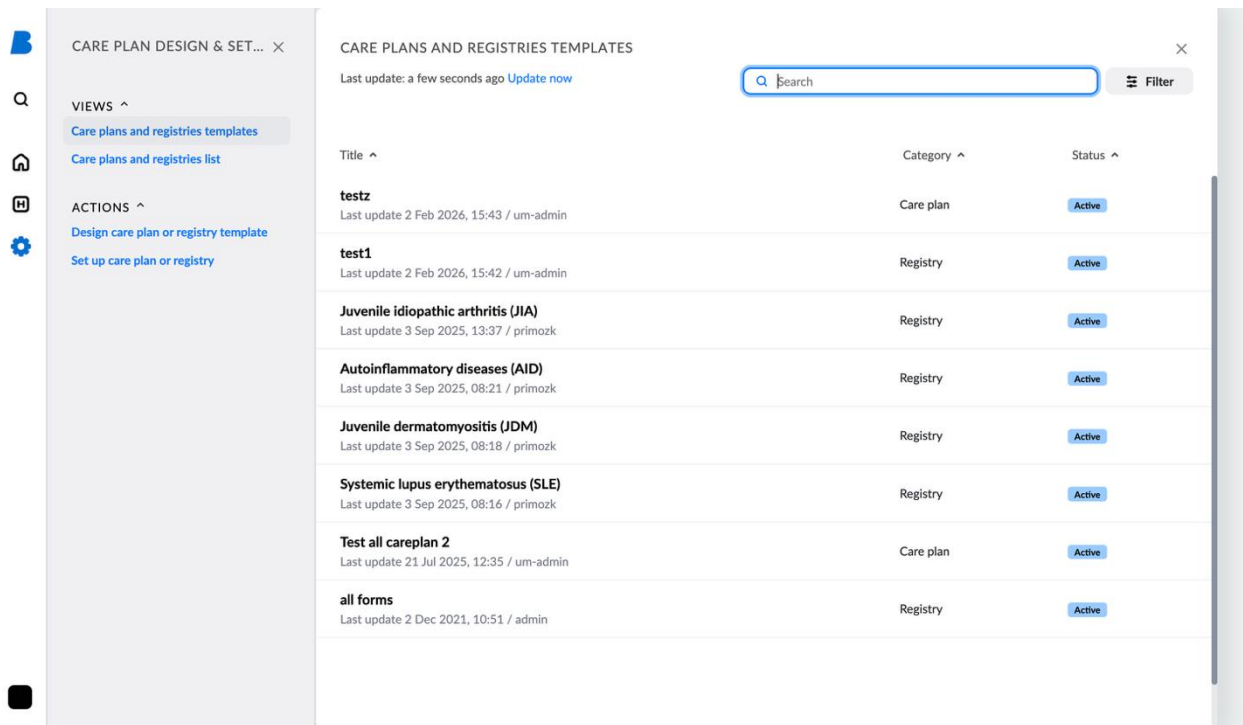 CARE PLAN DESIGN & SET...
VIEWS
Care plans and registries templates
Care plans and registries list
ACTIONS
Design care plan or registry template
Set up care plan or registry
CARE PLANS AND REGISTRIES TEMPLATES
Last update: a few seconds ago Update now
Search
Filter
Title Category Status
testz
Last update 2 Feb 2026, 15:43 / um-admin
Care plan Active
test1
Last update 2 Feb 2026, 15:42 / um-admin
Registry Active
Juvenile idiopathic arthritis (JIA)
Last update 3 Sep 2025, 13:37 / primozk
Registry Active
Autoinflammatory diseases (AID)
Last update 3 Sep 2025, 08:21 / primozk
Registry Active
Juvenile dermatomyositis (JDM)
Last update 3 Sep 2025, 08:18 / primozk
Registry Active
Systemic lupus erythematosus (SLE)
Last update 3 Sep 2025, 08:16 / primozk
Registry Active
Test all careplan 2
Last update 21 Jul 2025, 12:35 / um-admin
Care plan Active
all forms
Last update 2 Dec 2021, 10:51 / admin
Registry Active